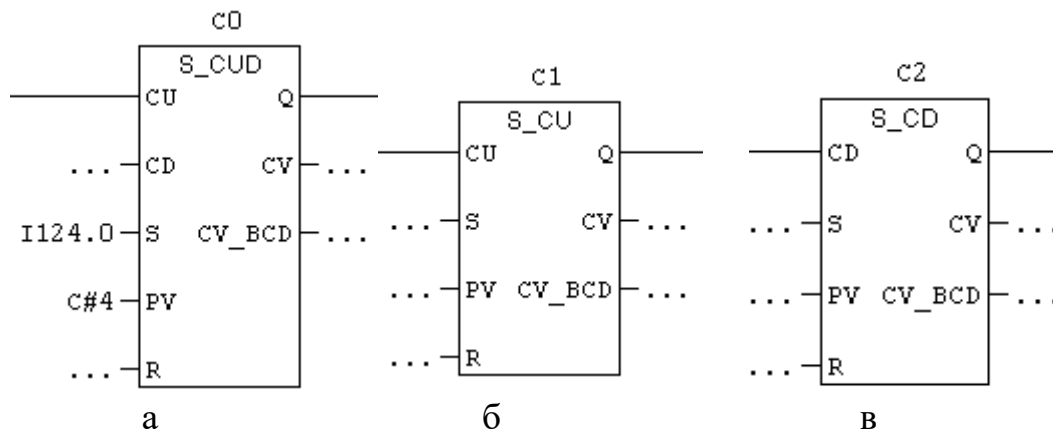 C0
S_CUD
CU Q
... CD CV ...
I124.0 S CV_BCD ...
C#4 PV
... R
а
C1
S_CU
CU Q
... S CV ...
... PV CV_BCD ...
... R
б
C2
S_CD
CD Q
... S CV ...
... PV CV_BCD ...
... R
в